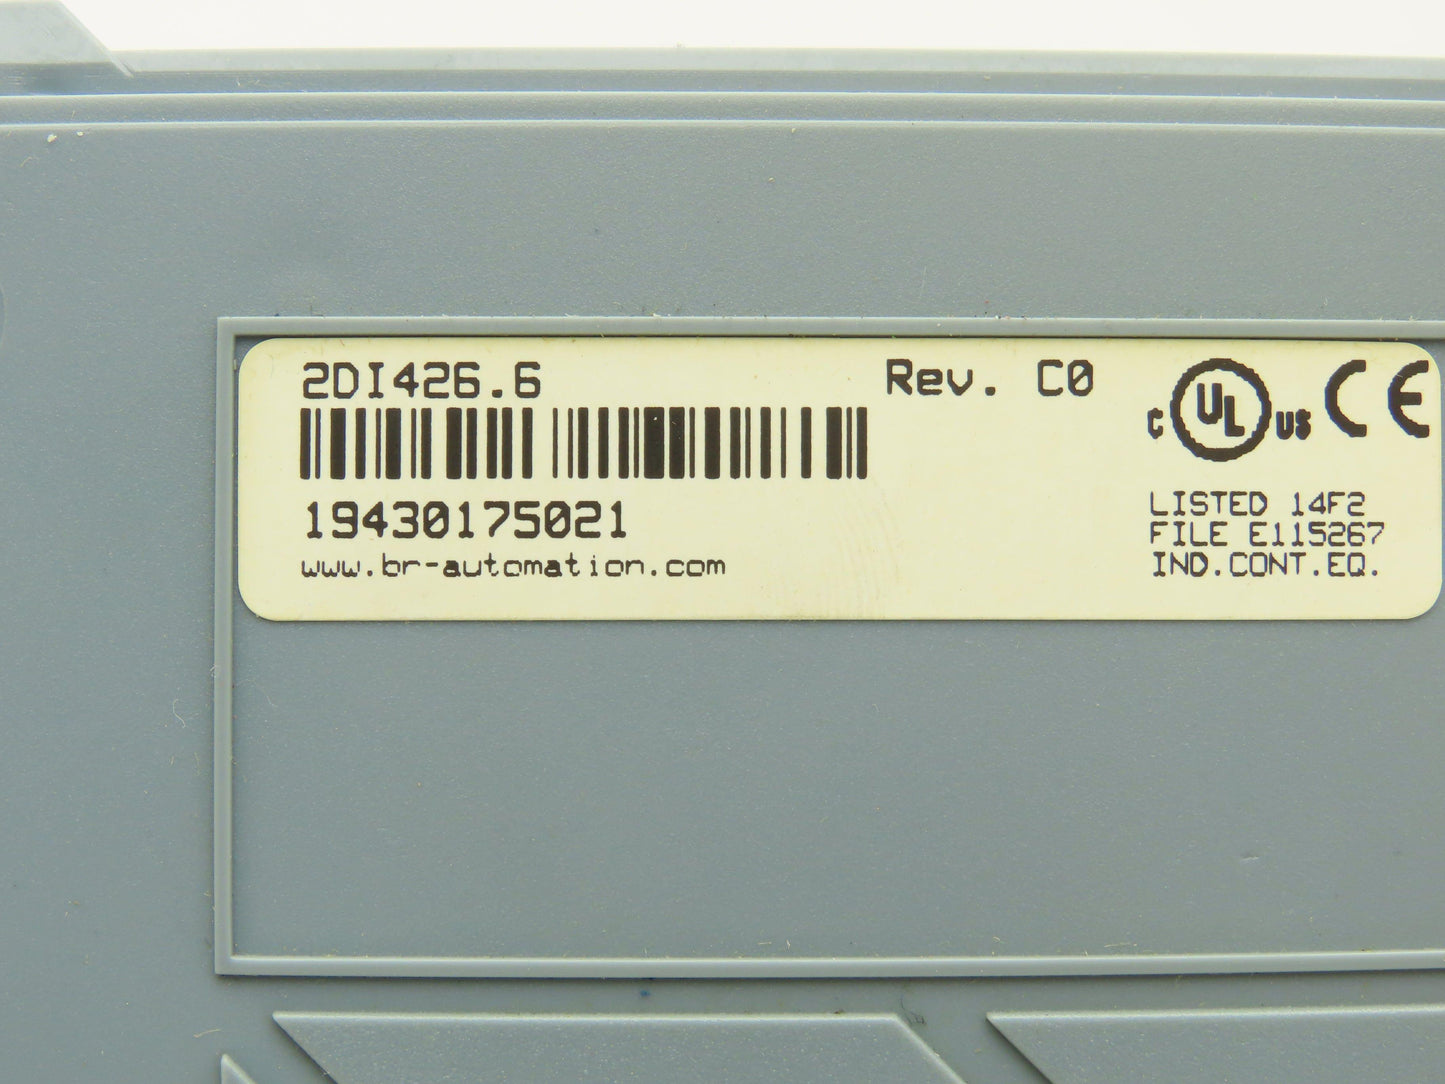 2DI426.6
Rev. C0
19430175021
www.br-automation.com
C UL US CE
LISTED 14F2
FILE E115267
IND.CONT.EQ.